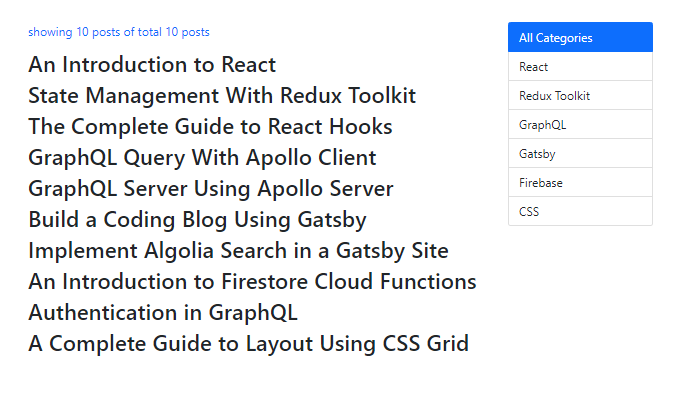 showing 10 posts of total 10 posts
An Introduction to React
State Management With Redux Toolkit
The Complete Guide to React Hooks
GraphQL Query With Apollo Client
GraphQL Server Using Apollo Server
Build a Coding Blog Using Gatsby
Implement Algolia Search in a Gatsby Site
An Introduction to Firestore Cloud Functions
Authentication in GraphQL
A Complete Guide to Layout Using CSS Grid
All Categories
React
Redux Toolkit
GraphQL
Gatsby
Firebase
CSS